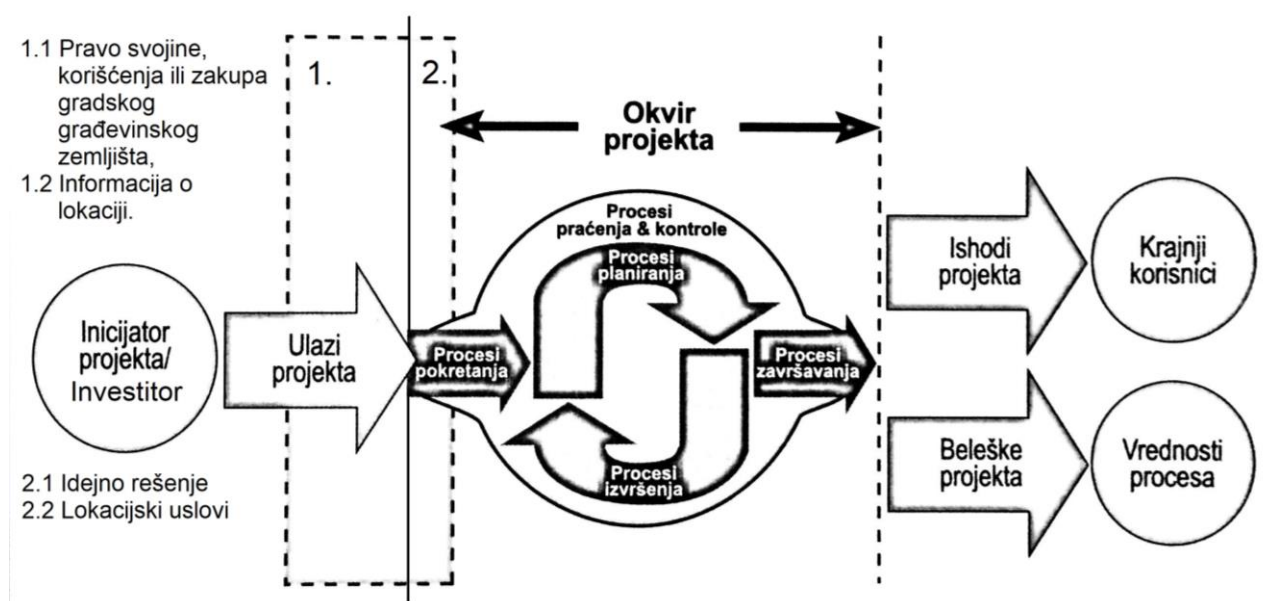 1.1 Pravo svojine,
korišćenja ili zakupa
gradskog
građevinskog
zemljišta,
1.2 Informacija o
lokaciji.
1.
2.
Okvir
projekta
Procesi
praćenja & kontrole
Procesi
planiranja
Inicijator
projekta/
Investitor
Ulazi
projekta
Procesi
pokretanja
Procesi
završavanja
Procesi
izvršenja
Ishodi
projekta
Krajnji
korisnici
Beleške
projekta
Vrednosti
procesa
2.1 Idejno rešenje
2.2 Lokacijski uslovi